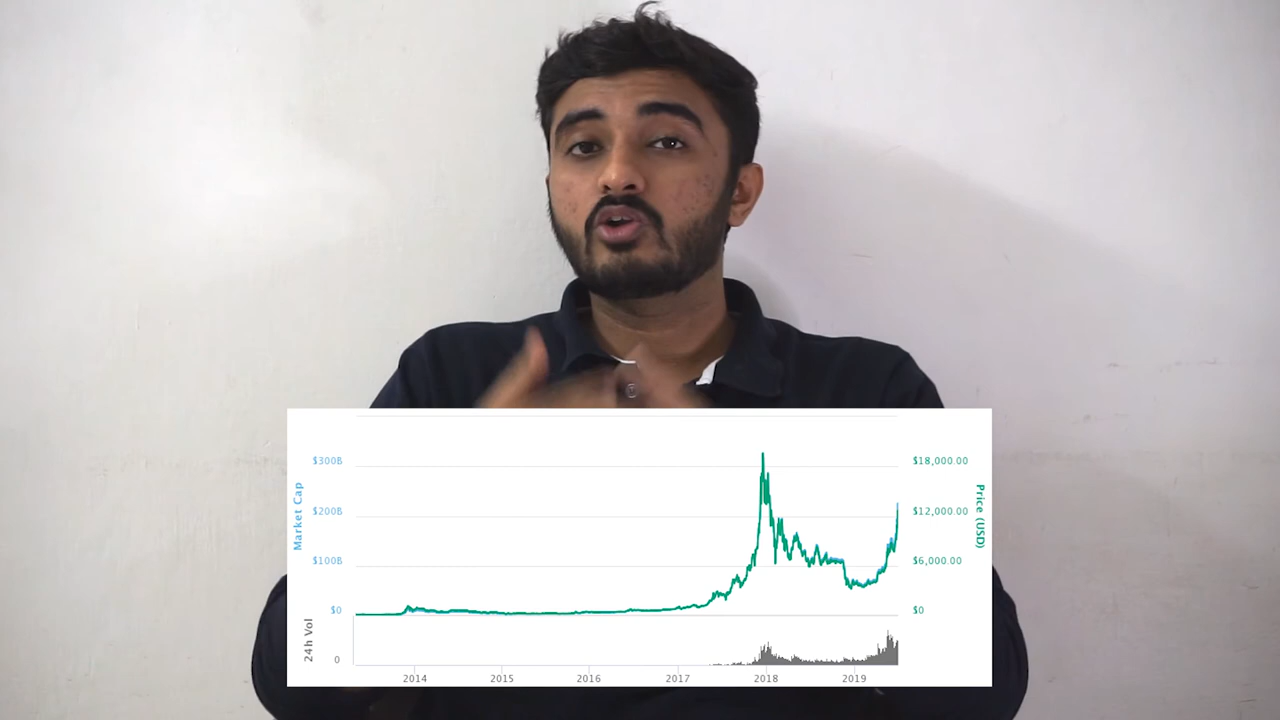 $300B
$18,000.00
Market Cap
Price (USD)
$200B
$12,000.00
$100B
$6,000.00
$0
$0
24h Vol
0
2014
2015
2016
2017
2018
2019